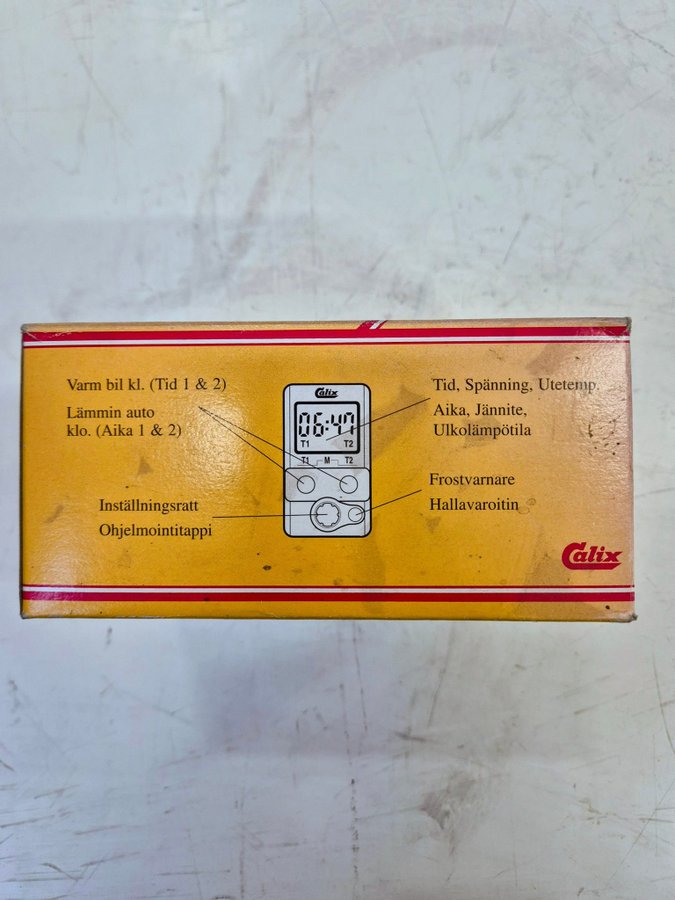 Varm bil kl. (Tid 1 & 2)
Lämmin auto
klo. (Aika 1 & 2)
Inställningsratt
Ohjelmointitappi
Calix
06:47
T1 T2
T1 M T2
Tid, Spänning, Utetemp.
Aika, Jännite,
Ulkolämpötila
Frostvarnare
Hallavaroitin
Calix